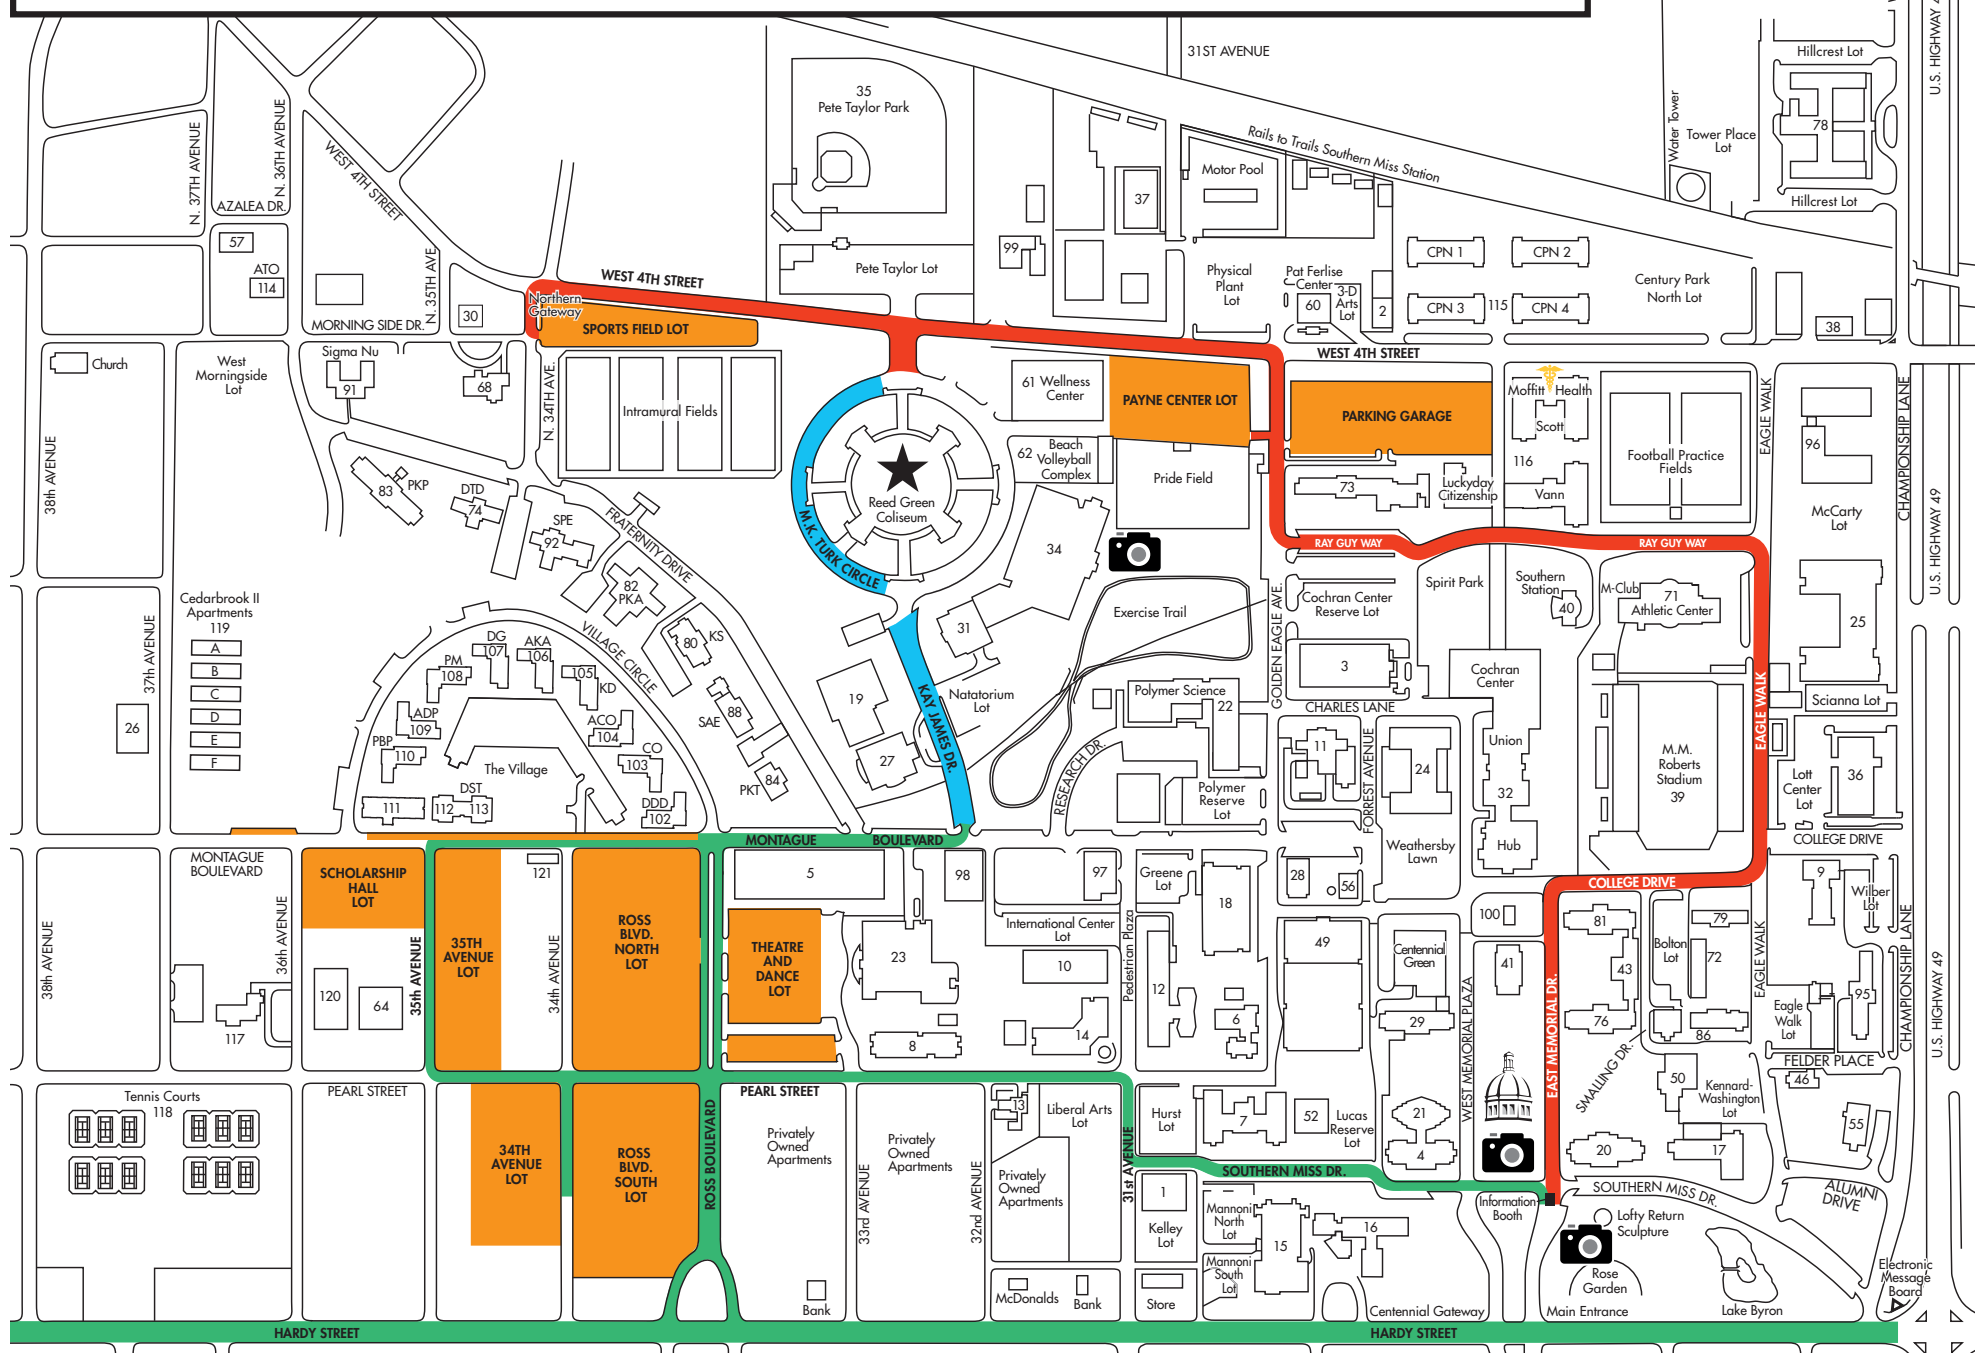 31ST AVENUE
U.S. HIGHWAY 4
Hillcrest Lot
35
Pete Taylor Park
78
Water Tower
Tower Place
Lot
Rails to Trails Southern Miss Station
Motor Pool
37
Hillcrest Lot
N. 37TH AVENUE
N. 36TH AVENUE
WEST 4TH STREET
AZALEA DR.
57
ATO
114
N. 35TH AVE
30
MORNING SIDE DR.
99
Pete Taylor Lot
WEST 4TH STREET
Northern
Gateway
SPORTS FIELD LOT
Physical
Plant
Lot
Pat Ferlise
Center
60
3-D
Arts
Lot
2
CPN 1
CPN 2
CPN 3
115
CPN 4
Century Park
North Lot
38
WEST 4TH STREET
Church
West
Morningside
Lot
Sigma Nu
91
68
N. 34TH AVE.
Intramural Fields
61 Wellness
Center
PAYNE CENTER LOT
PARKING GARAGE
Moffitt
Health
Scott
116
Vann
EAGLE WALK
CHAMPIONSHIP LANE
96
McCarty
Lot
Football Practice
Fields
62
Beach
Volleyball
Complex
Pride Field
73
Luckyday
Citizenship
Reed Green
Coliseum
M.K. TURK CIRCLE
38th AVENUE
83
PKP
DTD
74
SPE
92
FRATERNITY DRIVE
34
RAY GUY WAY
RAY GUY WAY
U.S. HIGHWAY 49
82
PKA
Spirit Park
Southern
Station
40
M-Club
71
Athletic Center
25
Cedarbrook II
Apartments
119
A
B
C
D
E
F
37th AVENUE
26
VILLAGE CIRCLE
80
KS
DG
107
AKA
106
PM
108
105
KD
ADP
109
ACO
104
PBP
110
CO
103
The Village
DST
111
112
113
DDD
102
SAE
88
PKT
84
31
19
27
KAY JAMES DR.
Natatorium
Lot
Exercise Trail
GOLDEN EAGLE AVE.
Cochran Center
Reserve Lot
3
CHARLES LANE
Cochran
Center
Polymer Science
22
RESEARCH DR.
Polymer
Reserve
Lot
11
FORREST AVENUE
24
Weathersby
Lawn
Union
32
Hub
M.M.
Roberts
Stadium
39
EAGLE WALK
Scianna Lot
Lott
Center
Lot
36
COLLEGE DRIVE
MONTAGUE
BOULEVARD
MONTAGUE
BOULEVARD
SCHOLARSHIP
HALL
LOT
121
5
98
97
Greene
Lot
18
28
56
COLLEGE DRIVE
9
Wilber
Lot
35TH
AVENUE
LOT
34th AVENUE
ROSS
BLVD.
NORTH
LOT
THEATRE
AND
DANCE
LOT
23
International Center
Lot
10
Pedestrian Plaza
12
49
Centennial
Green
100
41
81
79
43
Bolton
Lot
72
EAGLE WALK
CHAMPIONSHIP LANE
38th AVENUE
36th AVENUE
35th AVENUE
120
64
117
8
14
6
29
WEST MEMORIAL PLAZA
EAST MEMORIAL DR.
76
86
SMALLING DR.
Eagle
Walk
Lot
95
U.S. HIGHWAY 49
FELDER PLACE
Tennis Courts
118
PEARL STREET
PEARL STREET
34TH
AVENUE
LOT
ROSS
BLVD.
SOUTH
LOT
ROSS BOULEVARD
Privately
Owned
Apartments
Privately
Owned
Apartments
33rd AVENUE
32nd AVENUE
13
Liberal Arts
Lot
Privately
Owned
Apartments
31st AVENUE
Hurst
Lot
7
52
Lucas
Reserve
Lot
21
4
50
Kennard-
Washington
Lot
46
55
20
17
SOUTHERN MISS DR.
SOUTHERN MISS DR.
ALUMNI
DRIVE
1
Kelley
Lot
Mannoni
North
Lot
Mannoni
South
Lot
15
16
Information
Booth
Lofty Return
Sculpture
Rose
Garden
Electronic
Message
Board
Bank
McDonalds
Bank
Store
Centennial Gateway
Main Entrance
Lake Byron
HARDY STREET
HARDY STREET